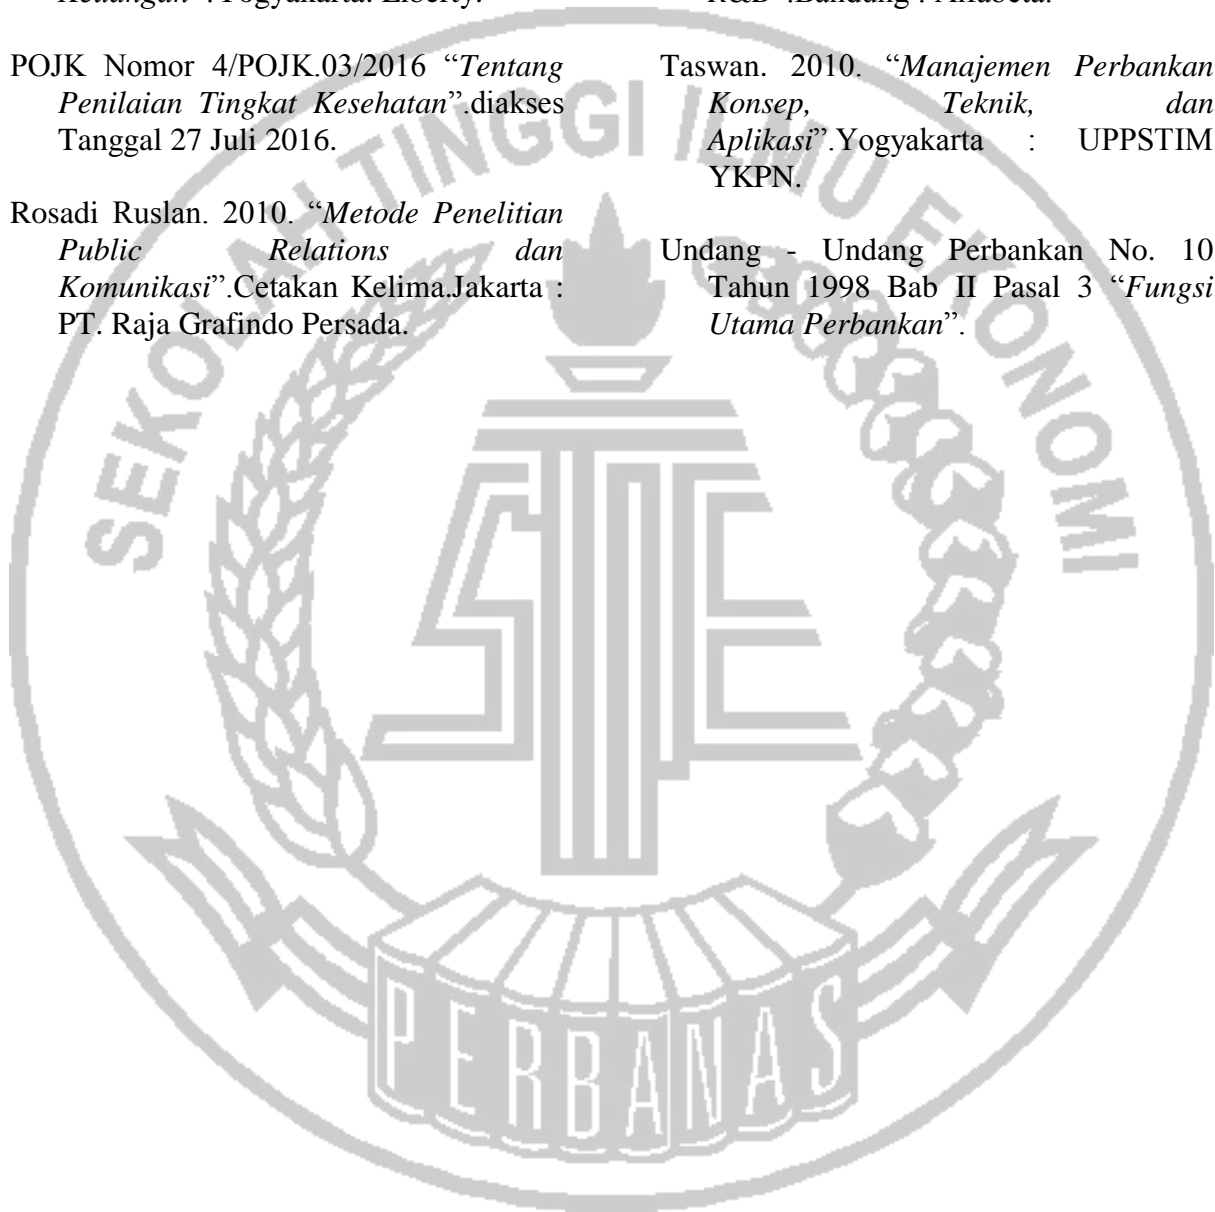 Keuangan”.Yogyakarta: Liberty.
POJK Nomor 4/POJK.03/2016 “Tentang
Penilaian Tingkat Kesehatan”.diakses
Tanggal 27 Juli 2016.
Rosadi Ruslan. 2010. “Metode Penelitian
Public Relations dan
Komunikasi”.Cetakan Kelima.Jakarta :
PT. Raja Grafindo Persada.
R&D”.Bandung : Alfabeta.
Taswan. 2010. “Manajemen Perbankan
Konsep, Teknik, dan
Aplikasi”.Yogyakarta : UPPSTIM
YKPN.
Undang - Undang Perbankan No. 10
Tahun 1998 Bab II Pasal 3 “Fungsi
Utama Perbankan”.
SEKOLAH TINGGI ILMU EKONOMI
STIE
PERBANAS